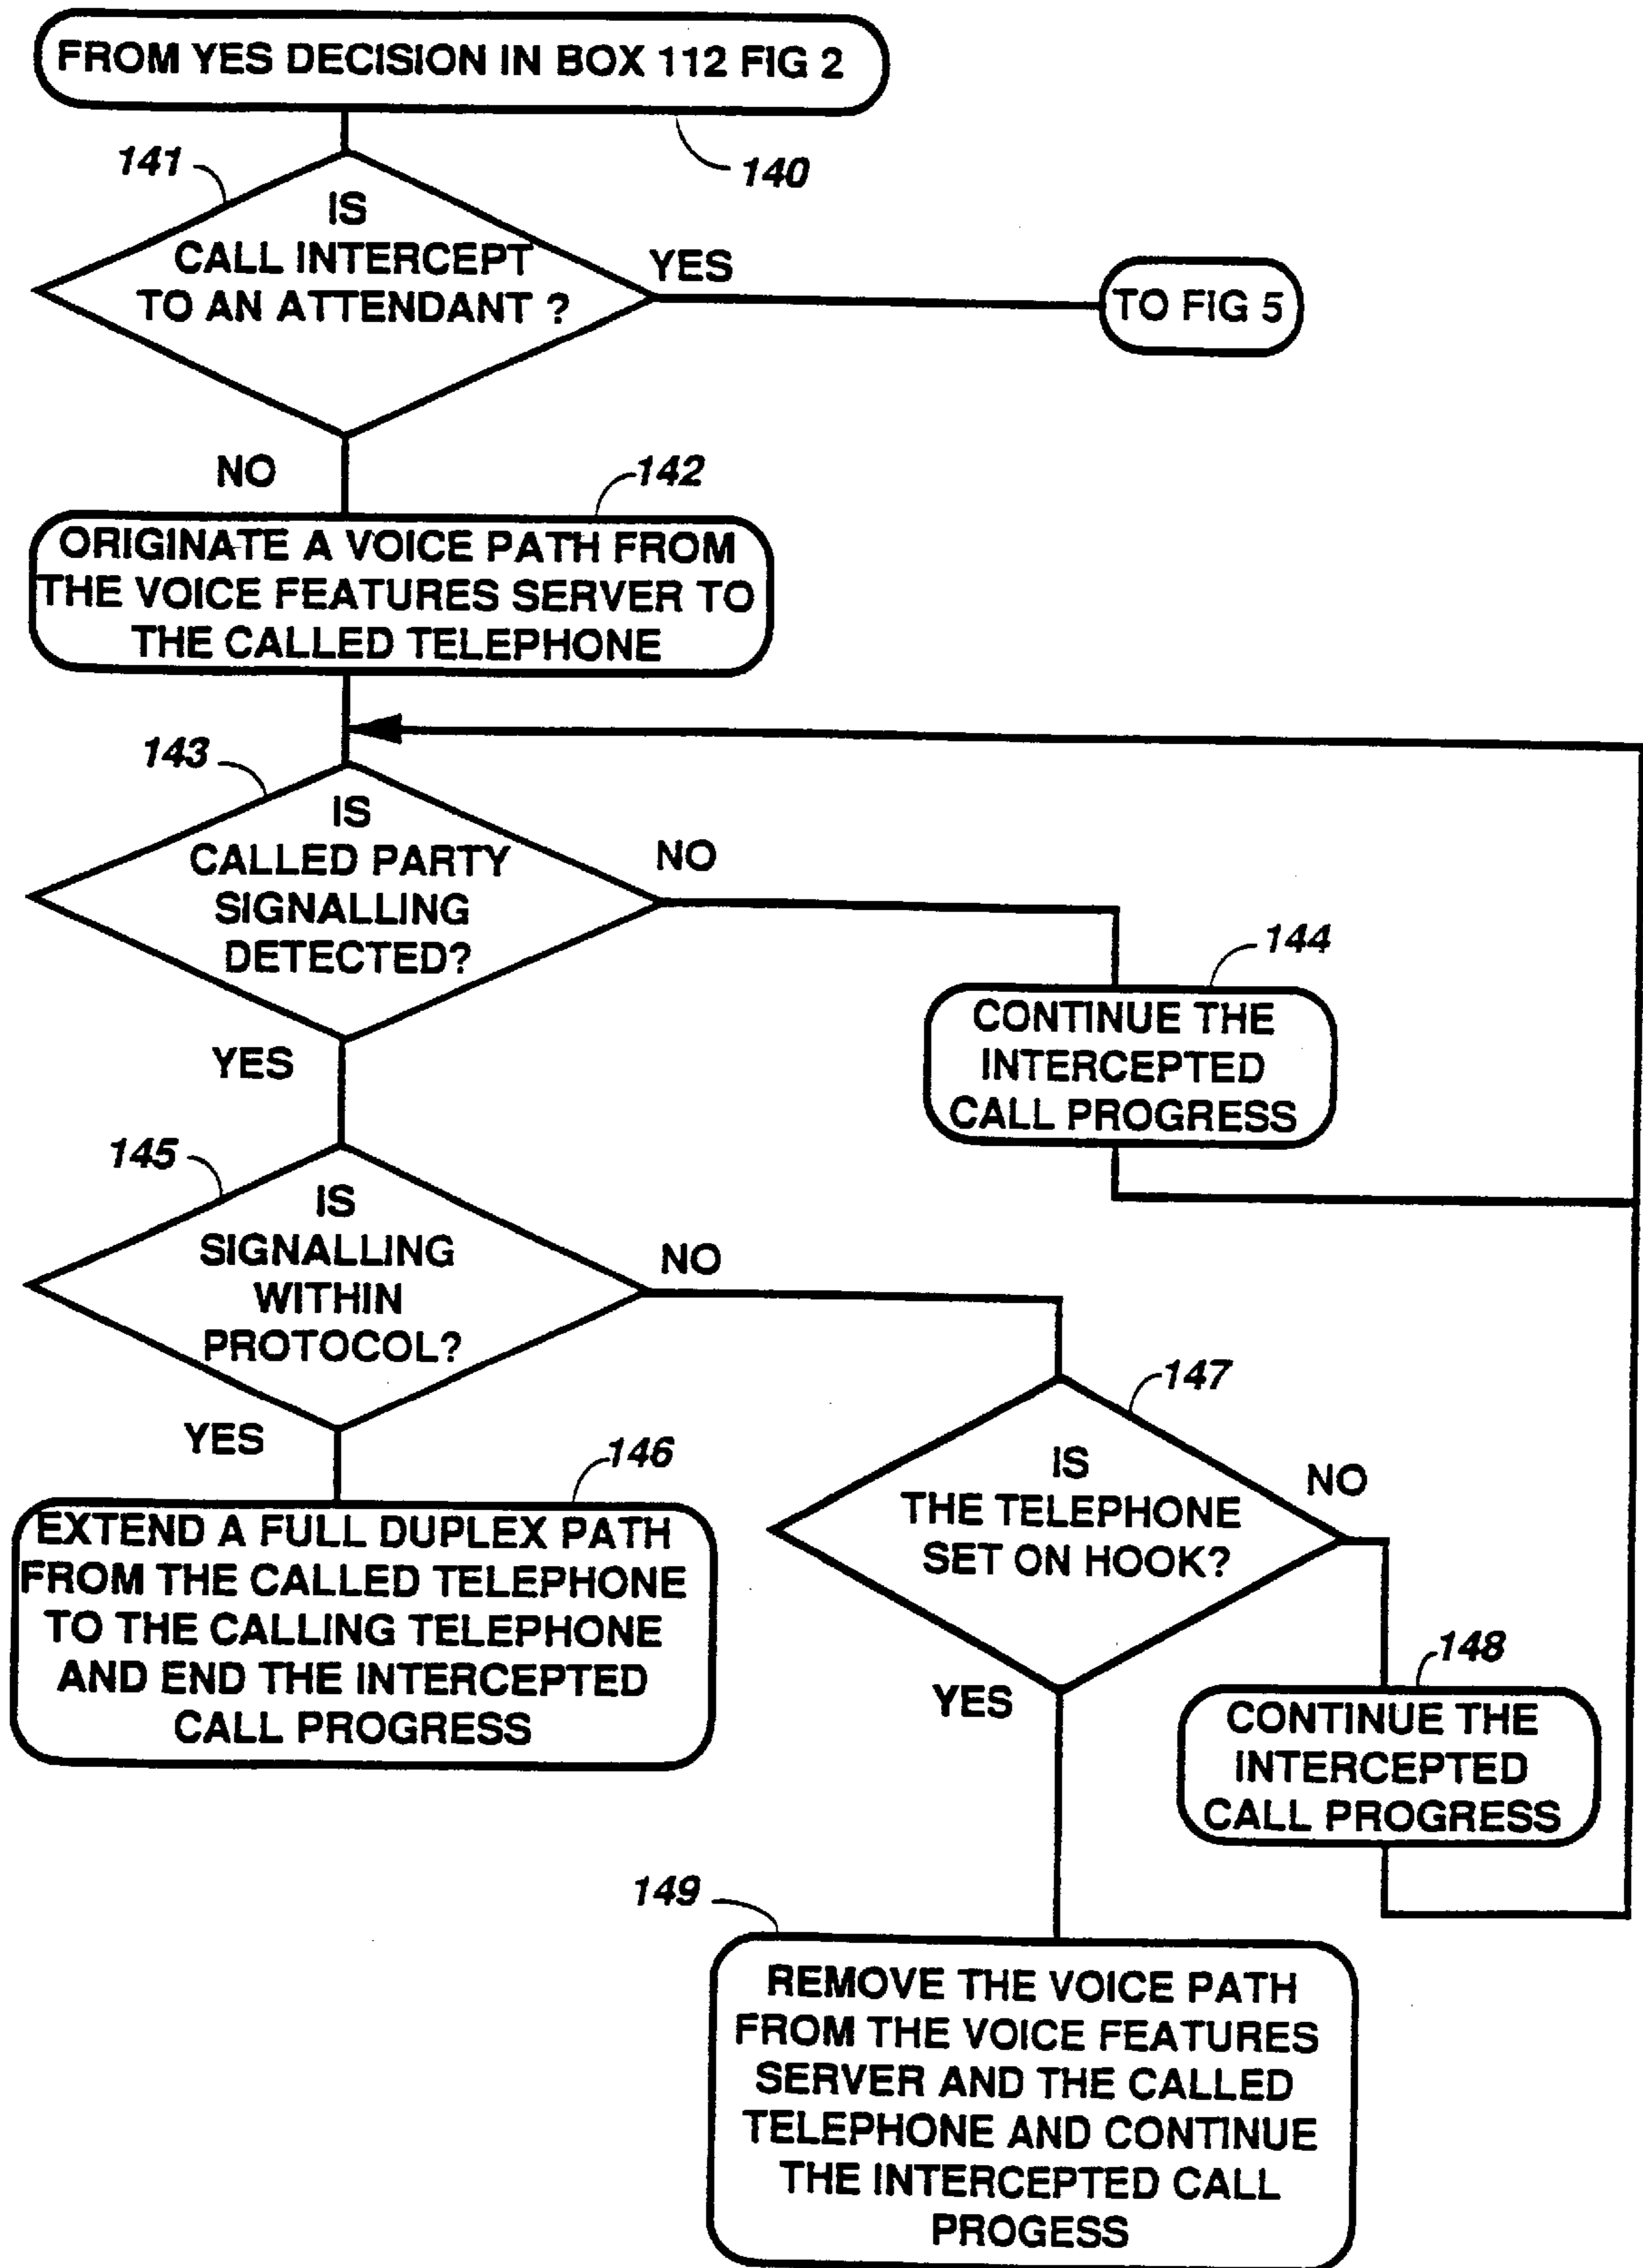 FROM YES DECISION IN BOX 112 FIG 2
140
141
IS
CALL INTERCEPT
TO AN ATTENDANT ?
YES
TO FIG 5
NO
142
ORIGINATE A VOICE PATH FROM
THE VOICE FEATURES SERVER TO
THE CALLED TELEPHONE
143
IS
CALLED PARTY
SIGNALLING
DETECTED?
NO
144
CONTINUE THE
INTERCEPTED
CALL PROGRESS
YES
145
IS
SIGNALLING
WITHIN
PROTOCOL?
NO
147
IS
THE TELEPHONE
SET ON HOOK?
NO
YES
146
EXTEND A FULL DUPLEX PATH
FROM THE CALLED TELEPHONE
TO THE CALLING TELEPHONE
AND END THE INTERCEPTED
CALL PROGRESS
148
CONTINUE THE
INTERCEPTED
CALL PROGRESS
YES
149
REMOVE THE VOICE PATH
FROM THE VOICE FEATURES
SERVER AND THE CALLED
TELEPHONE AND CONTINUE
THE INTERCEPTED CALL
PROGESS